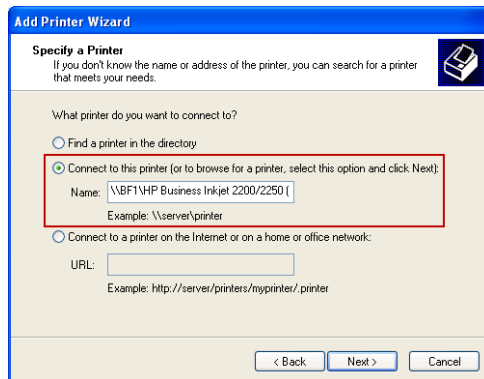 Add Printer Wizard
Specify a Printer
If you don't know the name or address of the printer, you can search for a printer
that meets your needs.
What printer do you want to connect to?
Find a printer in the directory
Connect to this printer (or to browse for a printer, select this option and click Next):
Name: \\BF1\HP Business Inkjet 2200/2250 (
Example: \\server\printer
Connect to a printer on the Internet or on a home or office network:
URL:
Example: http://server/printers/myprinter/.printer
< Back Next > Cancel